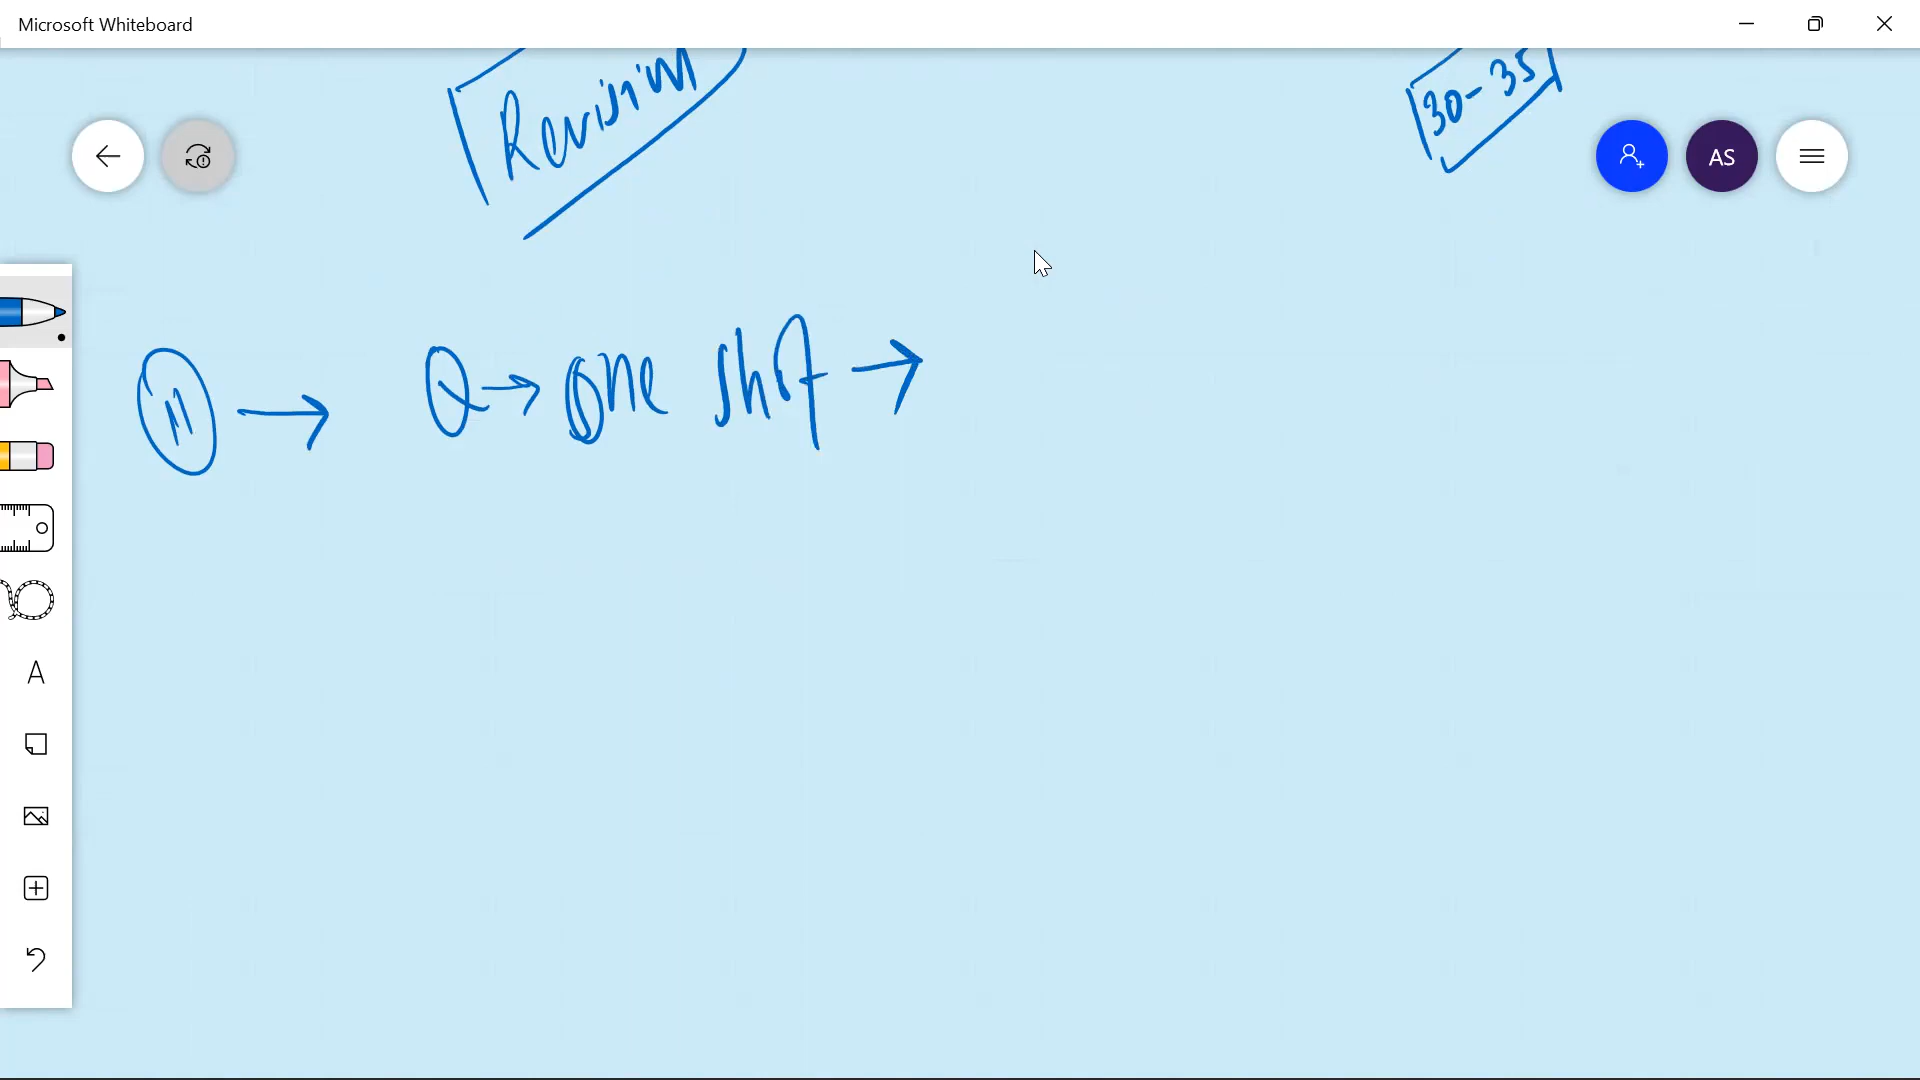 Microsoft Whiteboard
Revision
30-35
AS
11 → Q → one shot →
A